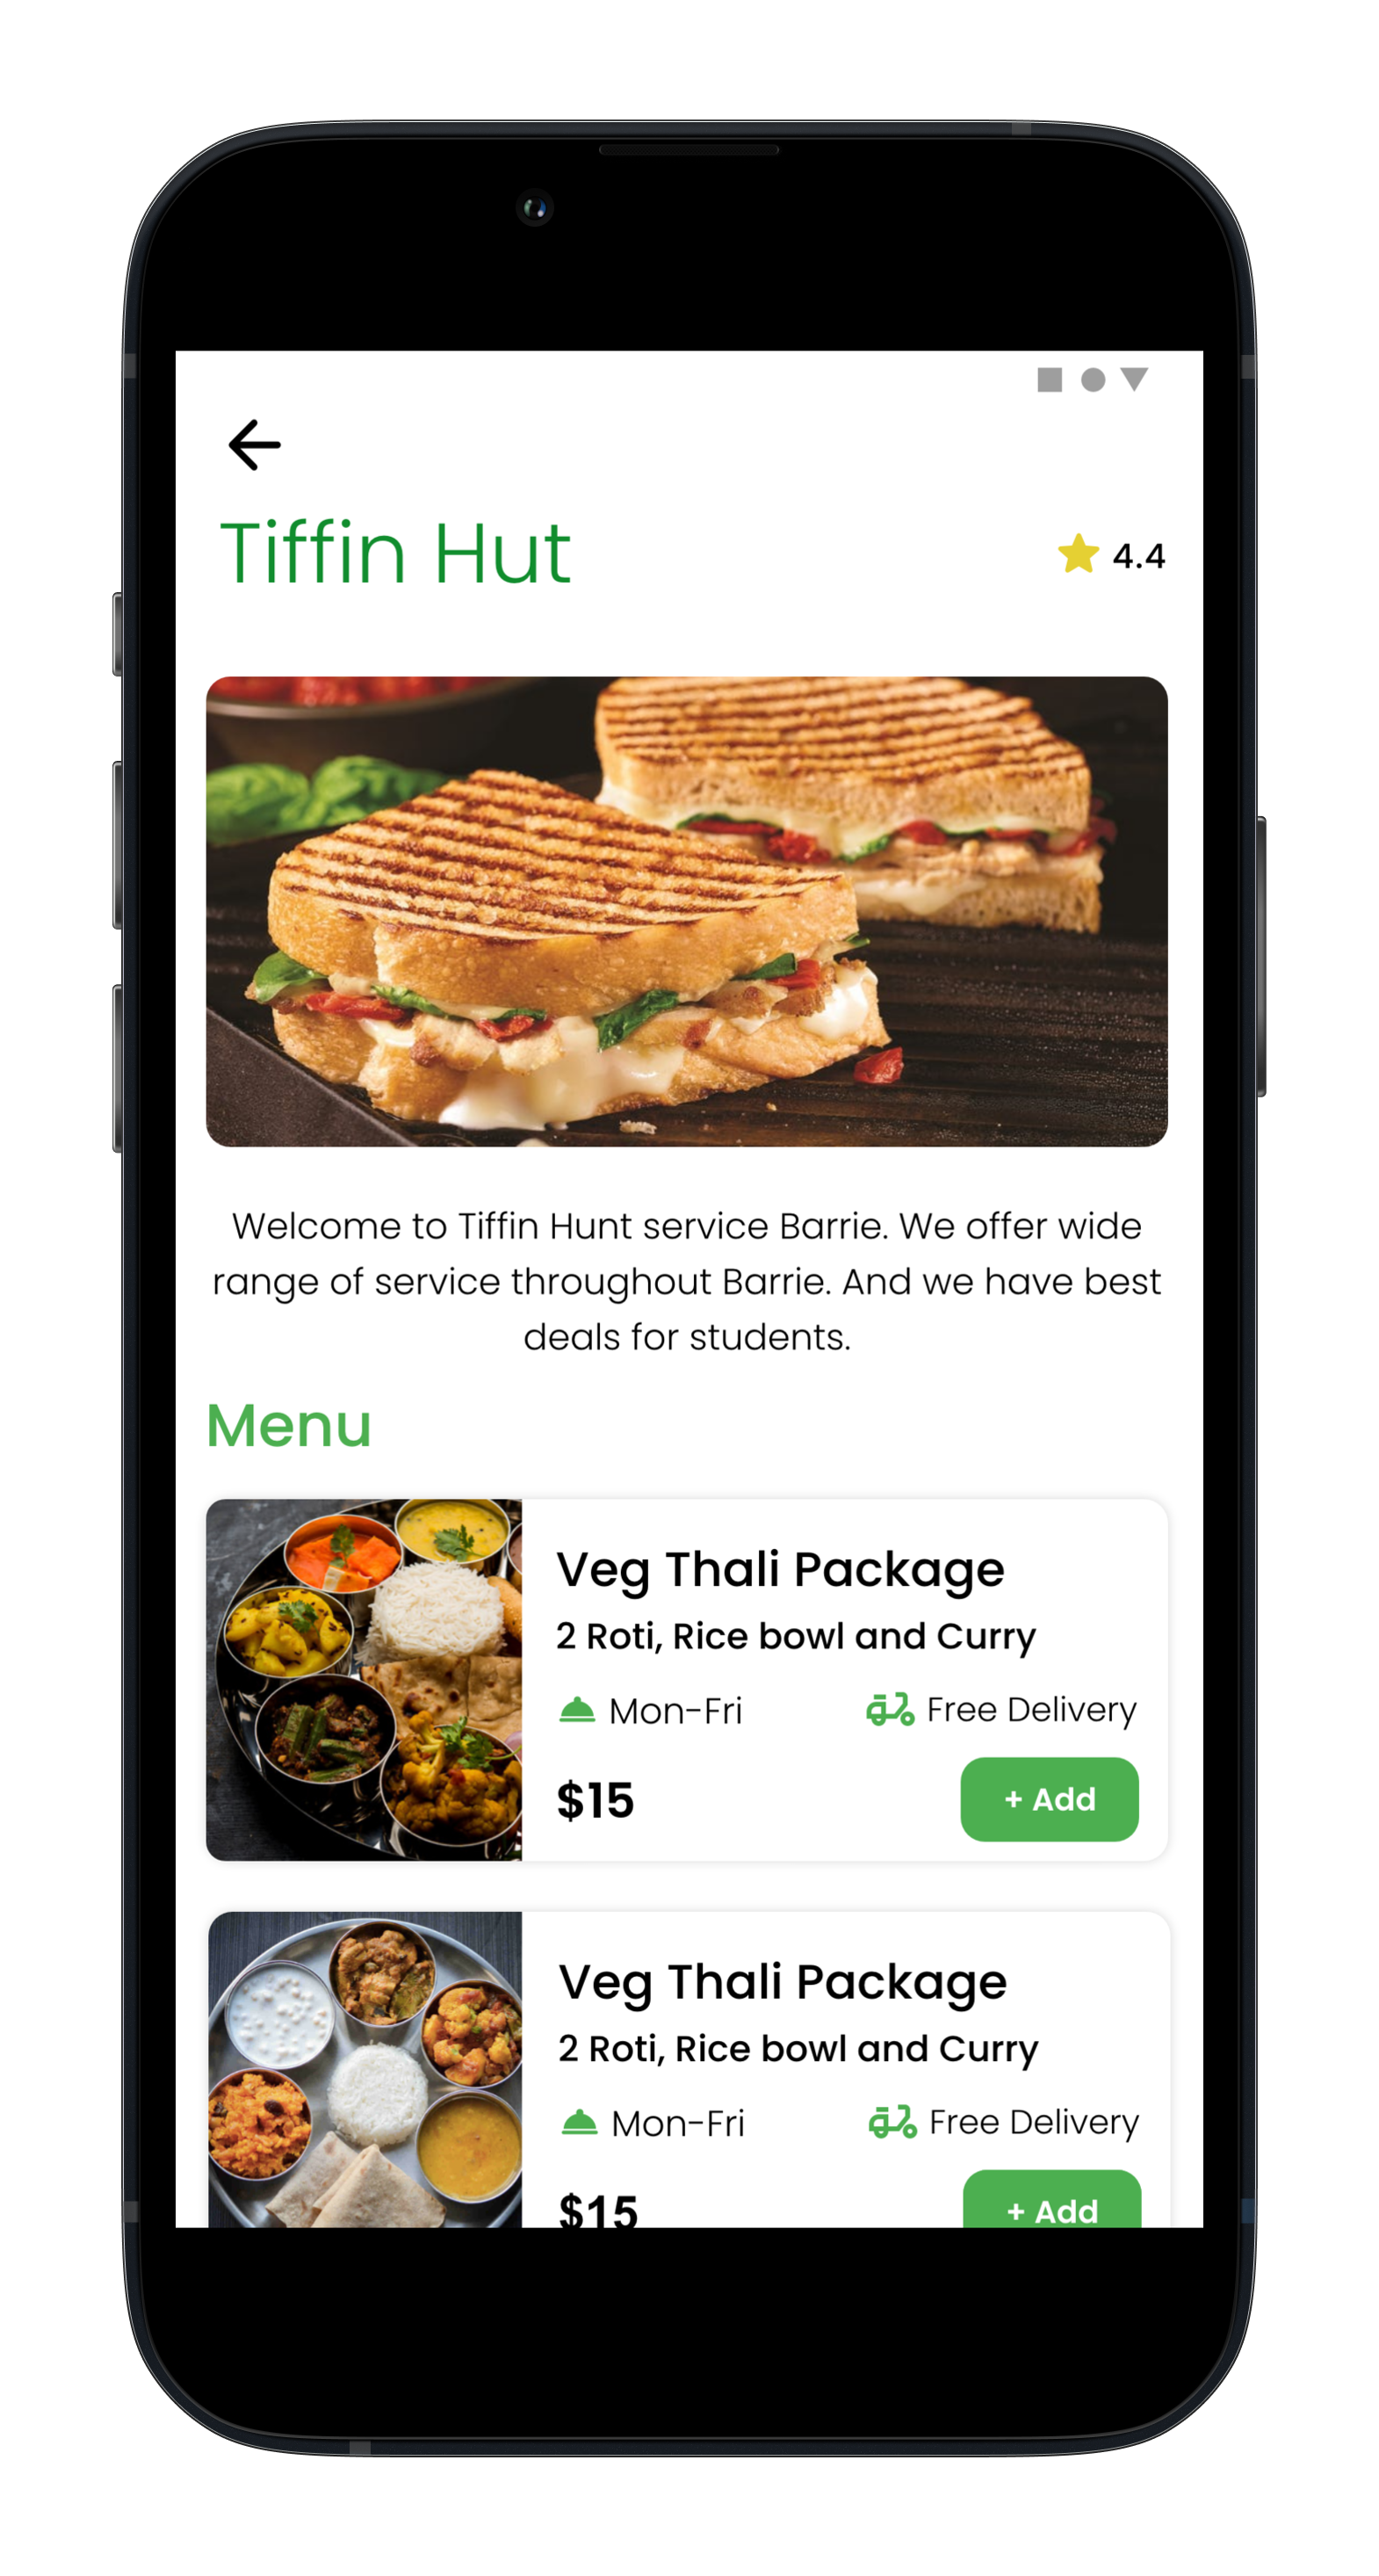 Tiffin Hut
4.4
Welcome to Tiffin Hunt service Barrie. We offer wide
range of service throughout Barrie. And we have best
deals for students.
Menu
Veg Thali Package
2 Roti, Rice bowl and Curry
Mon-Fri Free Delivery
$15 + Add
Veg Thali Package
2 Roti, Rice bowl and Curry
Mon-Fri Free Delivery
$15 + Add